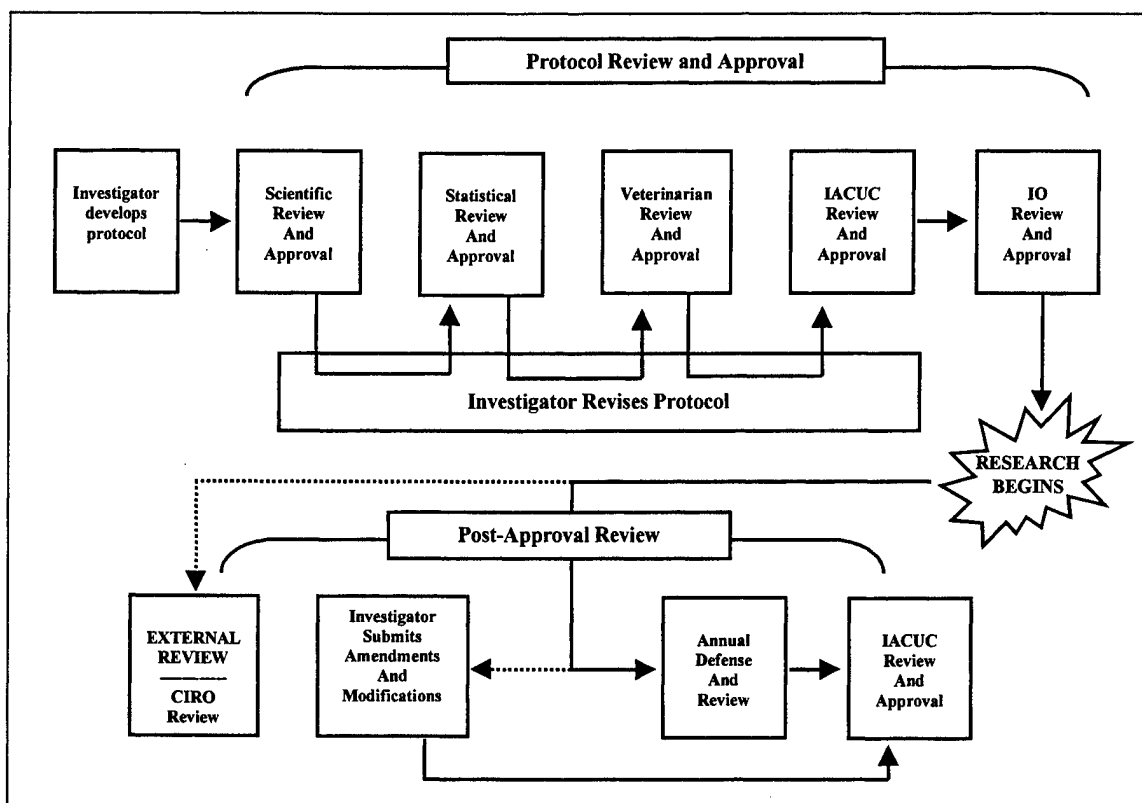 Protocol Review and Approval
Investigator
develops
protocol
Scientific
Review
And
Approval
Statistical
Review
And
Approval
Veterinarian
Review
And
Approval
IACUC
Review
And
Approval
IO
Review
And
Approval
Investigator Revises Protocol
RESEARCH
BEGINS
Post-Approval Review
EXTERNAL
REVIEW
CIRO
Review
Investigator
Submits
Amendments
And
Modifications
Annual
Defense
And
Review
IACUC
Review
And
Approval